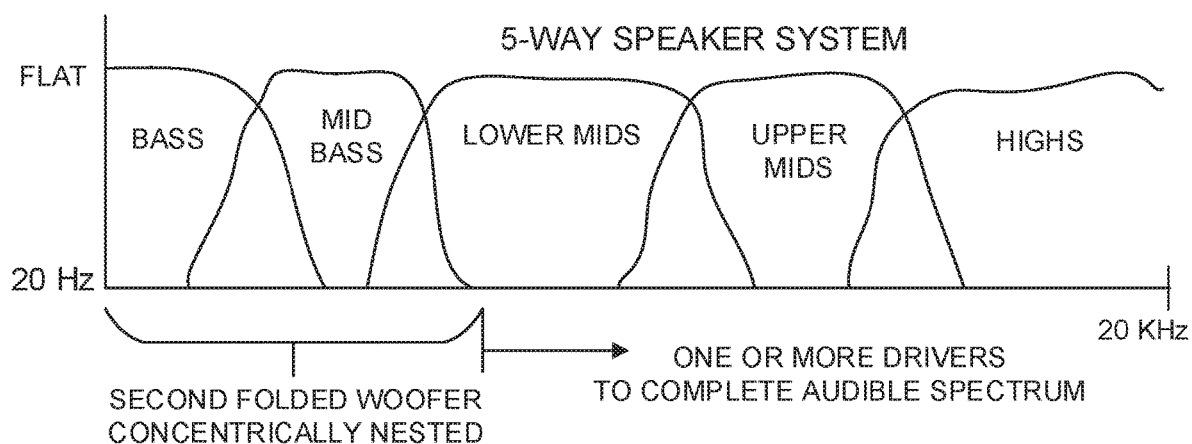 5-WAY SPEAKER SYSTEM
FLAT
BASS
MID
BASS
LOWER MIDS
UPPER
MIDS
HIGHS
20 Hz
20 KHz
SECOND FOLDED WOOFER
CONCENTRICALLY NESTED
ONE OR MORE DRIVERS
TO COMPLETE AUDIBLE SPECTRUM